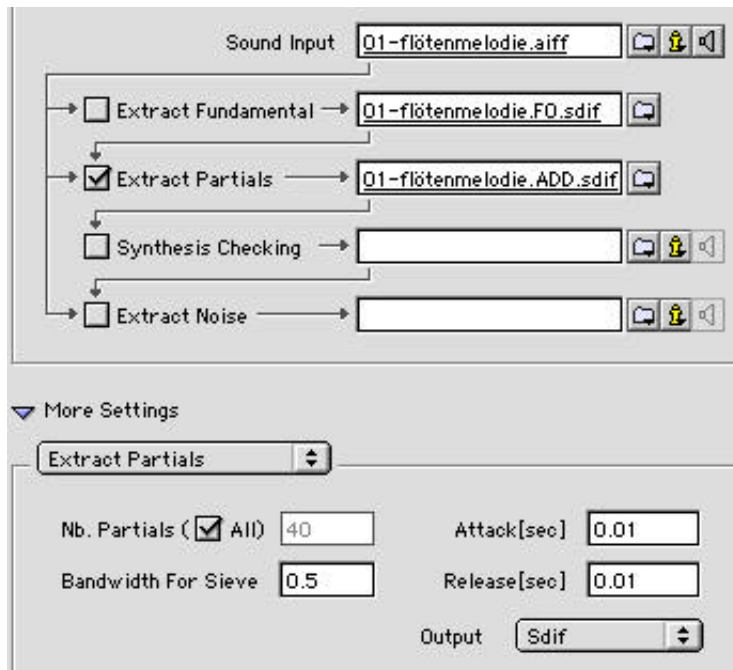 Sound Input 01-flötenmelodie.aiff
Extract Fundamental 01-flötenmelodie.F0.sdif
Extract Partials 01-flötenmelodie.ADD.sdif
Synthesis Checking
Extract Noise
More Settings
Extract Partials
Nb. Partials ( All) 40 Attack[sec] 0.01
Bandwidth For Sieve 0.5 Release[sec] 0.01
Output Sdif